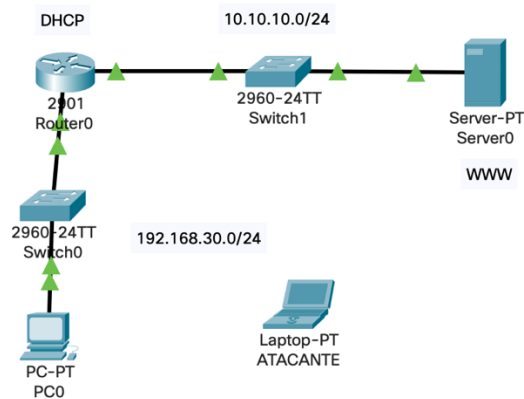 DHCP
10.10.10.0/24
2901
Router0
2960-24TT
Switch1
Server-PT
Server0
WWW
2960-24TT
Switch0
192.168.30.0/24
PC-PT
PC0
Laptop-PT
ATACANTE